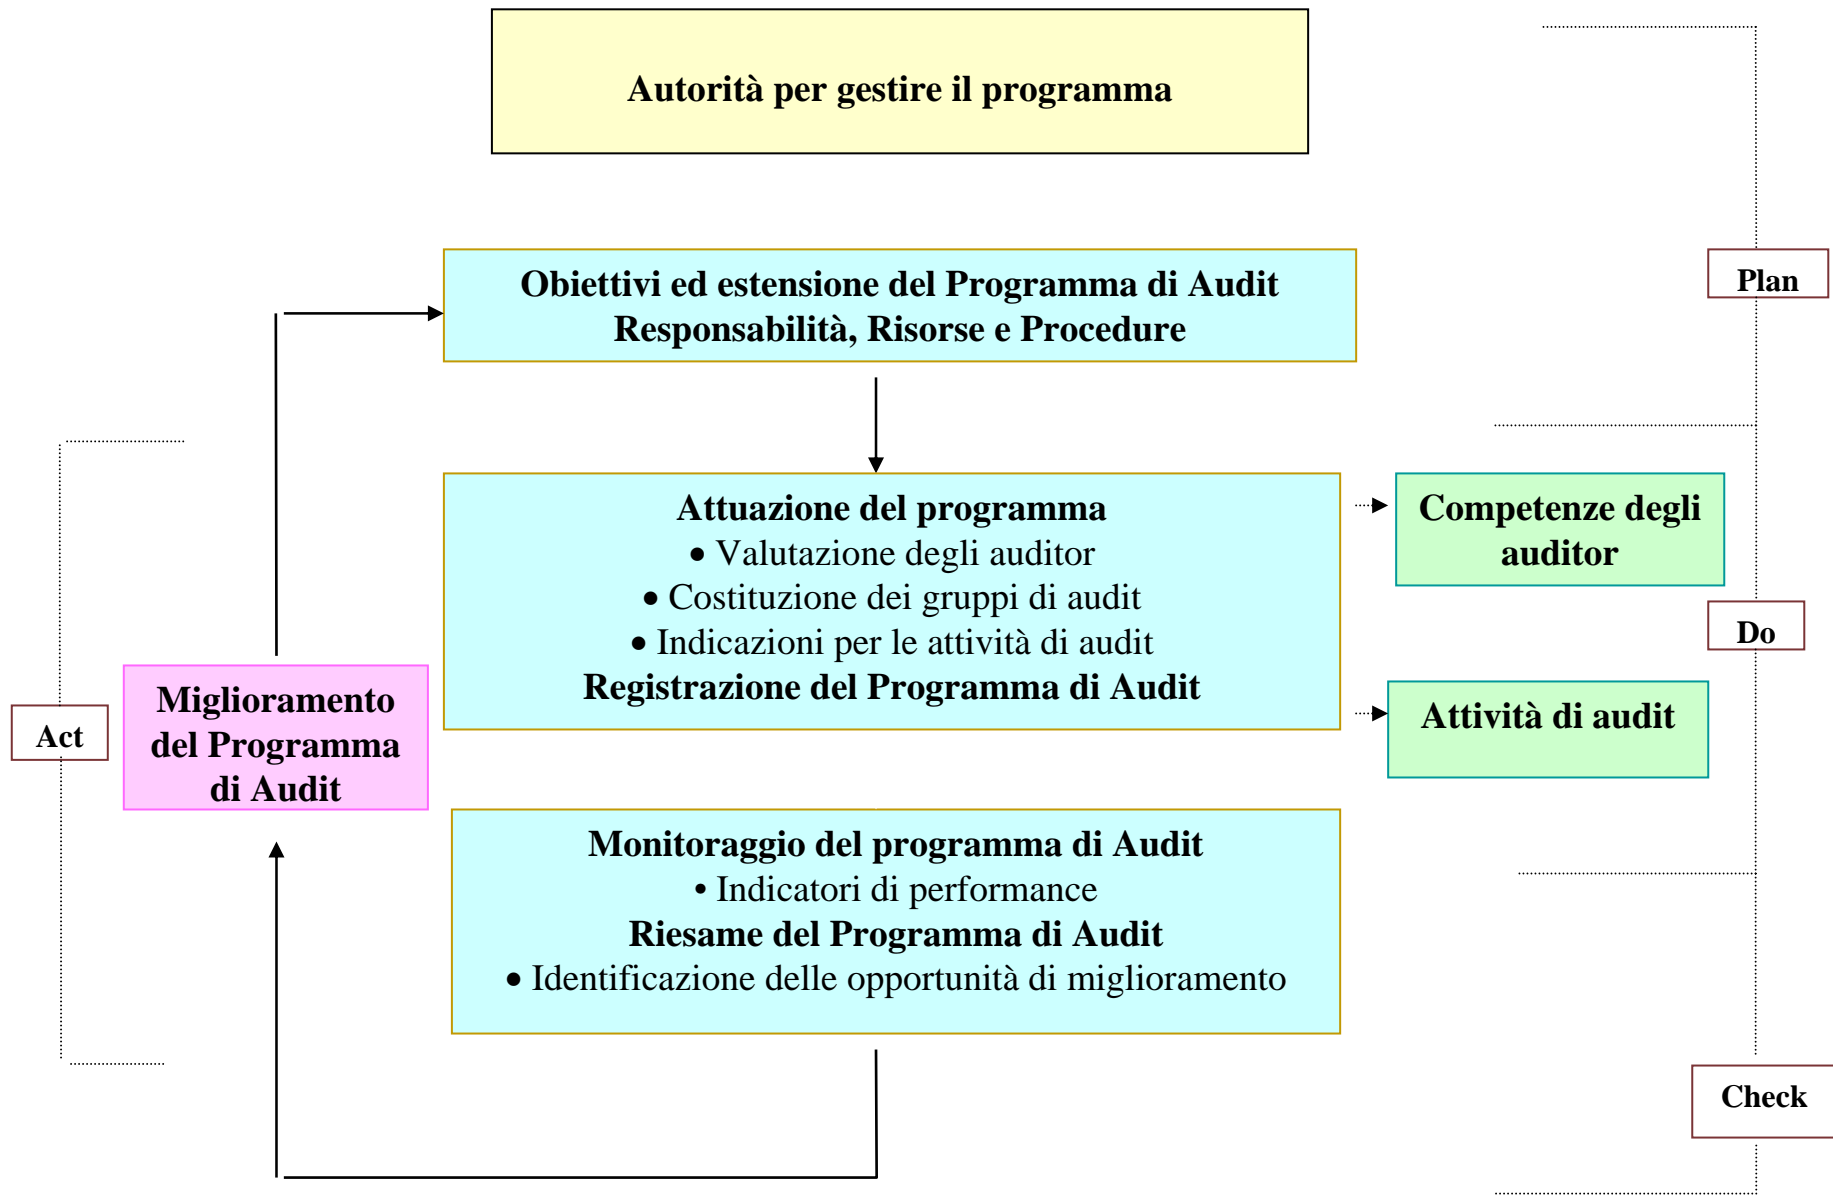 Autorità per gestire il programma
Obiettivi ed estensione del Programma di Audit
Responsabilità, Risorse e Procedure
Plan
Attuazione del programma
• Valutazione degli auditor
• Costituzione dei gruppi di audit
• Indicazioni per le attività di audit
Registrazione del Programma di Audit
Competenze degli
auditor
Do
Attività di audit
Miglioramento
del Programma
di Audit
Act
Monitoraggio del programma di Audit
• Indicatori di performance
Riesame del Programma di Audit
• Identificazione delle opportunità di miglioramento
Check